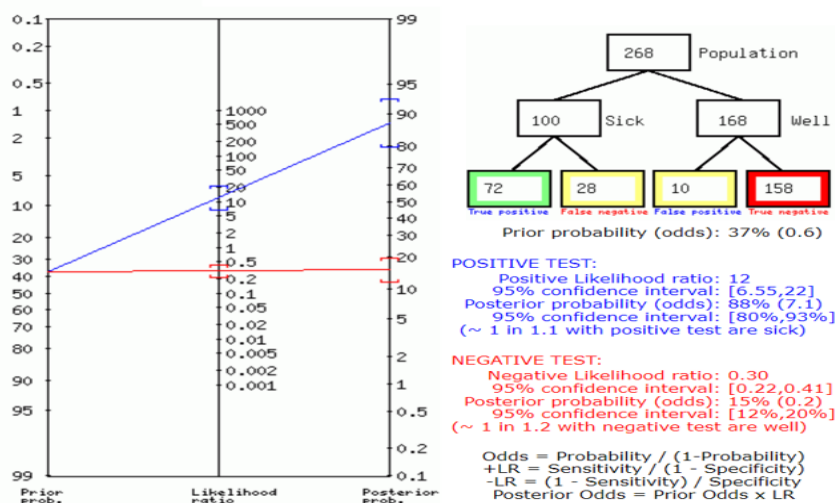 0.1
0.2
0.5
1
2
5
10
20
30
40
50
60
70
80
90
95
99
Prior
prob.
1000
500
200
100
50
20
10
5
2
1
0.5
0.2
0.1
0.05
0.02
0.01
0.005
0.002
0.001
Likelihood
ratio
99
95
90
80
70
60
50
40
30
20
10
5
2
1
0.5
0.2
0.1
Posterior
prob.
268 Population
100 Sick 168 Well
72 28 10 158
True positive False negative False positive True negative
Prior probability (odds): 37% (0.6)
POSITIVE TEST:
Positive Likelihood ratio: 12
95% confidence interval: [6.55,22]
Posterior probability (odds): 88% (7.1)
95% confidence interval: [80%,93%]
(~ 1 in 1.1 with positive test are sick)
NEGATIVE TEST:
Negative Likelihood ratio: 0.30
95% confidence interval: [0.22,0.41]
Posterior probability (odds): 15% (0.2)
95% confidence interval: [12%,20%]
(~ 1 in 1.2 with negative test are well)
Odds = Probability / (1-Probability)
+LR = Sensitivity / (1 - Specificity)
-LR = (1 - Sensitivity) / Specificity
Posterior Odds = Prior Odds x LR